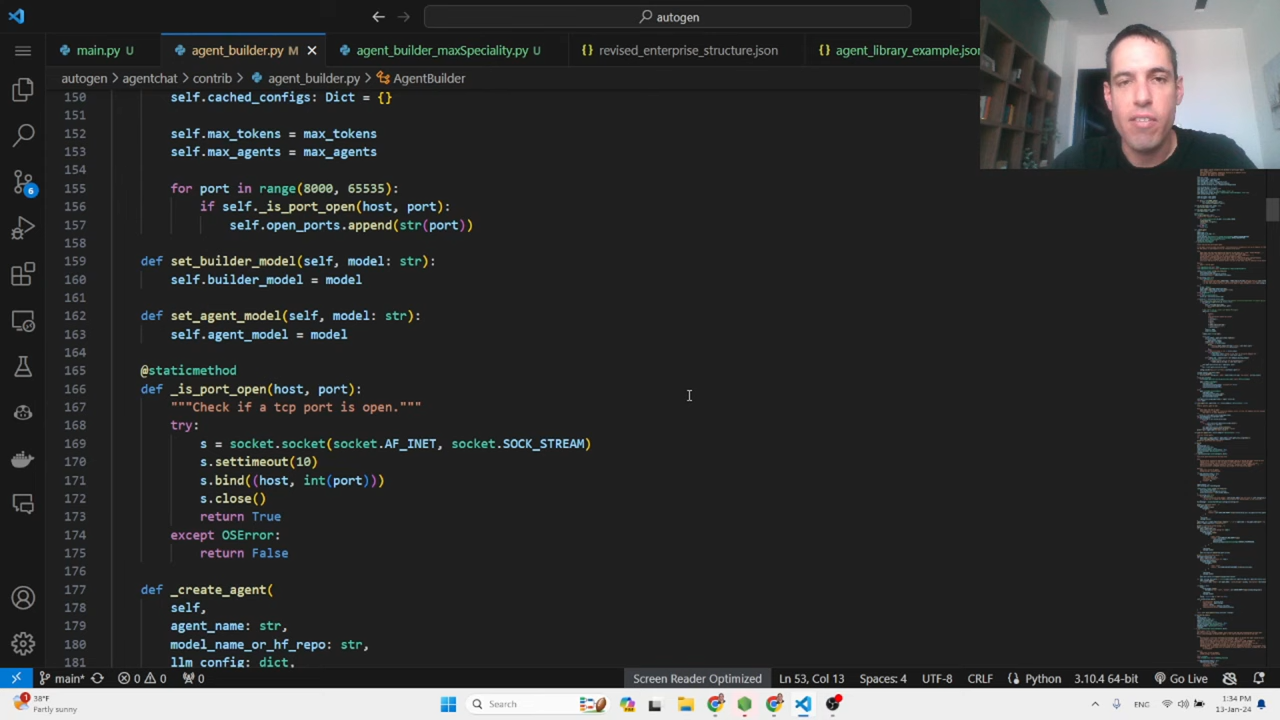 autogen
main.py U
agent_builder.py M
agent_builder_maxSpeciality.py U
revised_enterprise_structure.json
agent_library_example.json
autogen > agentchat > contrib > agent_builder.py > AgentBuilder
150 self.cached_configs: Dict = {}
151
152 self.max_tokens = max_tokens
153 self.max_agents = max_agents
154
155 for port in range(8000, 65535):
156 if self._is_port_open(host, port):
157 self.open_ports.append(str(port))
158
159 def set_builder_model(self, model: str):
160 self.builder_model = model
161
162 def set_agent_model(self, model: str):
163 self.agent_model = model
164
165 @staticmethod
166 def _is_port_open(host, port):
167 """Check if a tcp port is open."""
168 try:
169 s = socket.socket(socket.AF_INET, socket.SOCK_STREAM)
170 s.settimeout(10)
171 s.bind((host, int(port)))
172 s.close()
173 return True
174 except OSError:
175 return False
176
177 def _create_agent(
178 self,
179 agent_name: str,
180 model_name_or_hf_repo: str,
181 llm_config: dict,
6
main 0 0 0 Screen Reader Optimized Ln 53, Col 13 Spaces: 4 UTF-8 CRLF Python 3.10.4 64-bit Go Live
38°F
Partly sunny
Search
ENG
1:34 PM
13-Jan-24